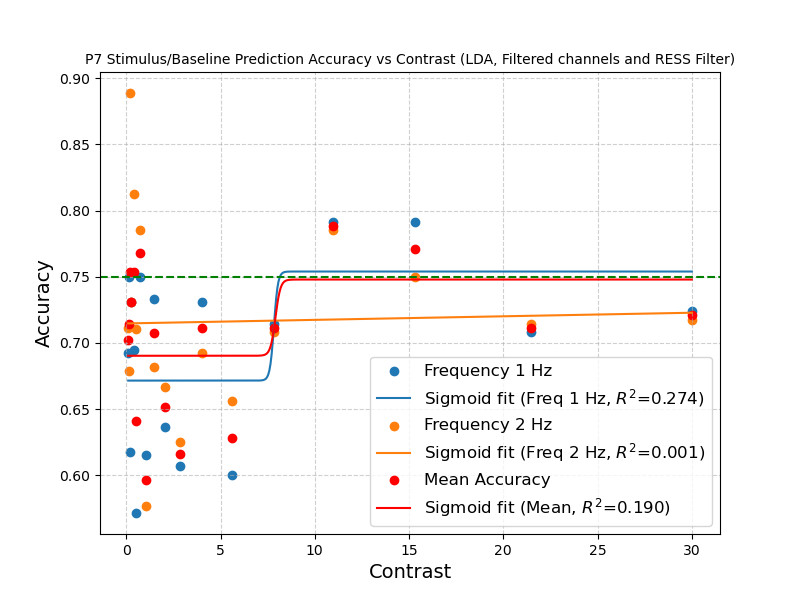 P7 Stimulus/Baseline Prediction Accuracy vs Contrast (LDA, Filtered channels and RESS Filter)
0.90
0.85
0.80
0.75
0.70
0.65
0.60
Accuracy
Frequency 1 Hz
Sigmoid fit (Freq 1 Hz, R²=0.274)
Frequency 2 Hz
Sigmoid fit (Freq 2 Hz, R²=0.001)
Mean Accuracy
Sigmoid fit (Mean, R²=0.190)
0 5 10 15 20 25 30
Contrast